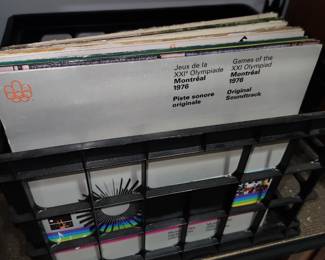 Jeux de la
XXIe Olympiade
Montréal
1976
Piste sonore
originale
Games of the
XXI Olympiad
Montréal
1976
Original
Soundtrack